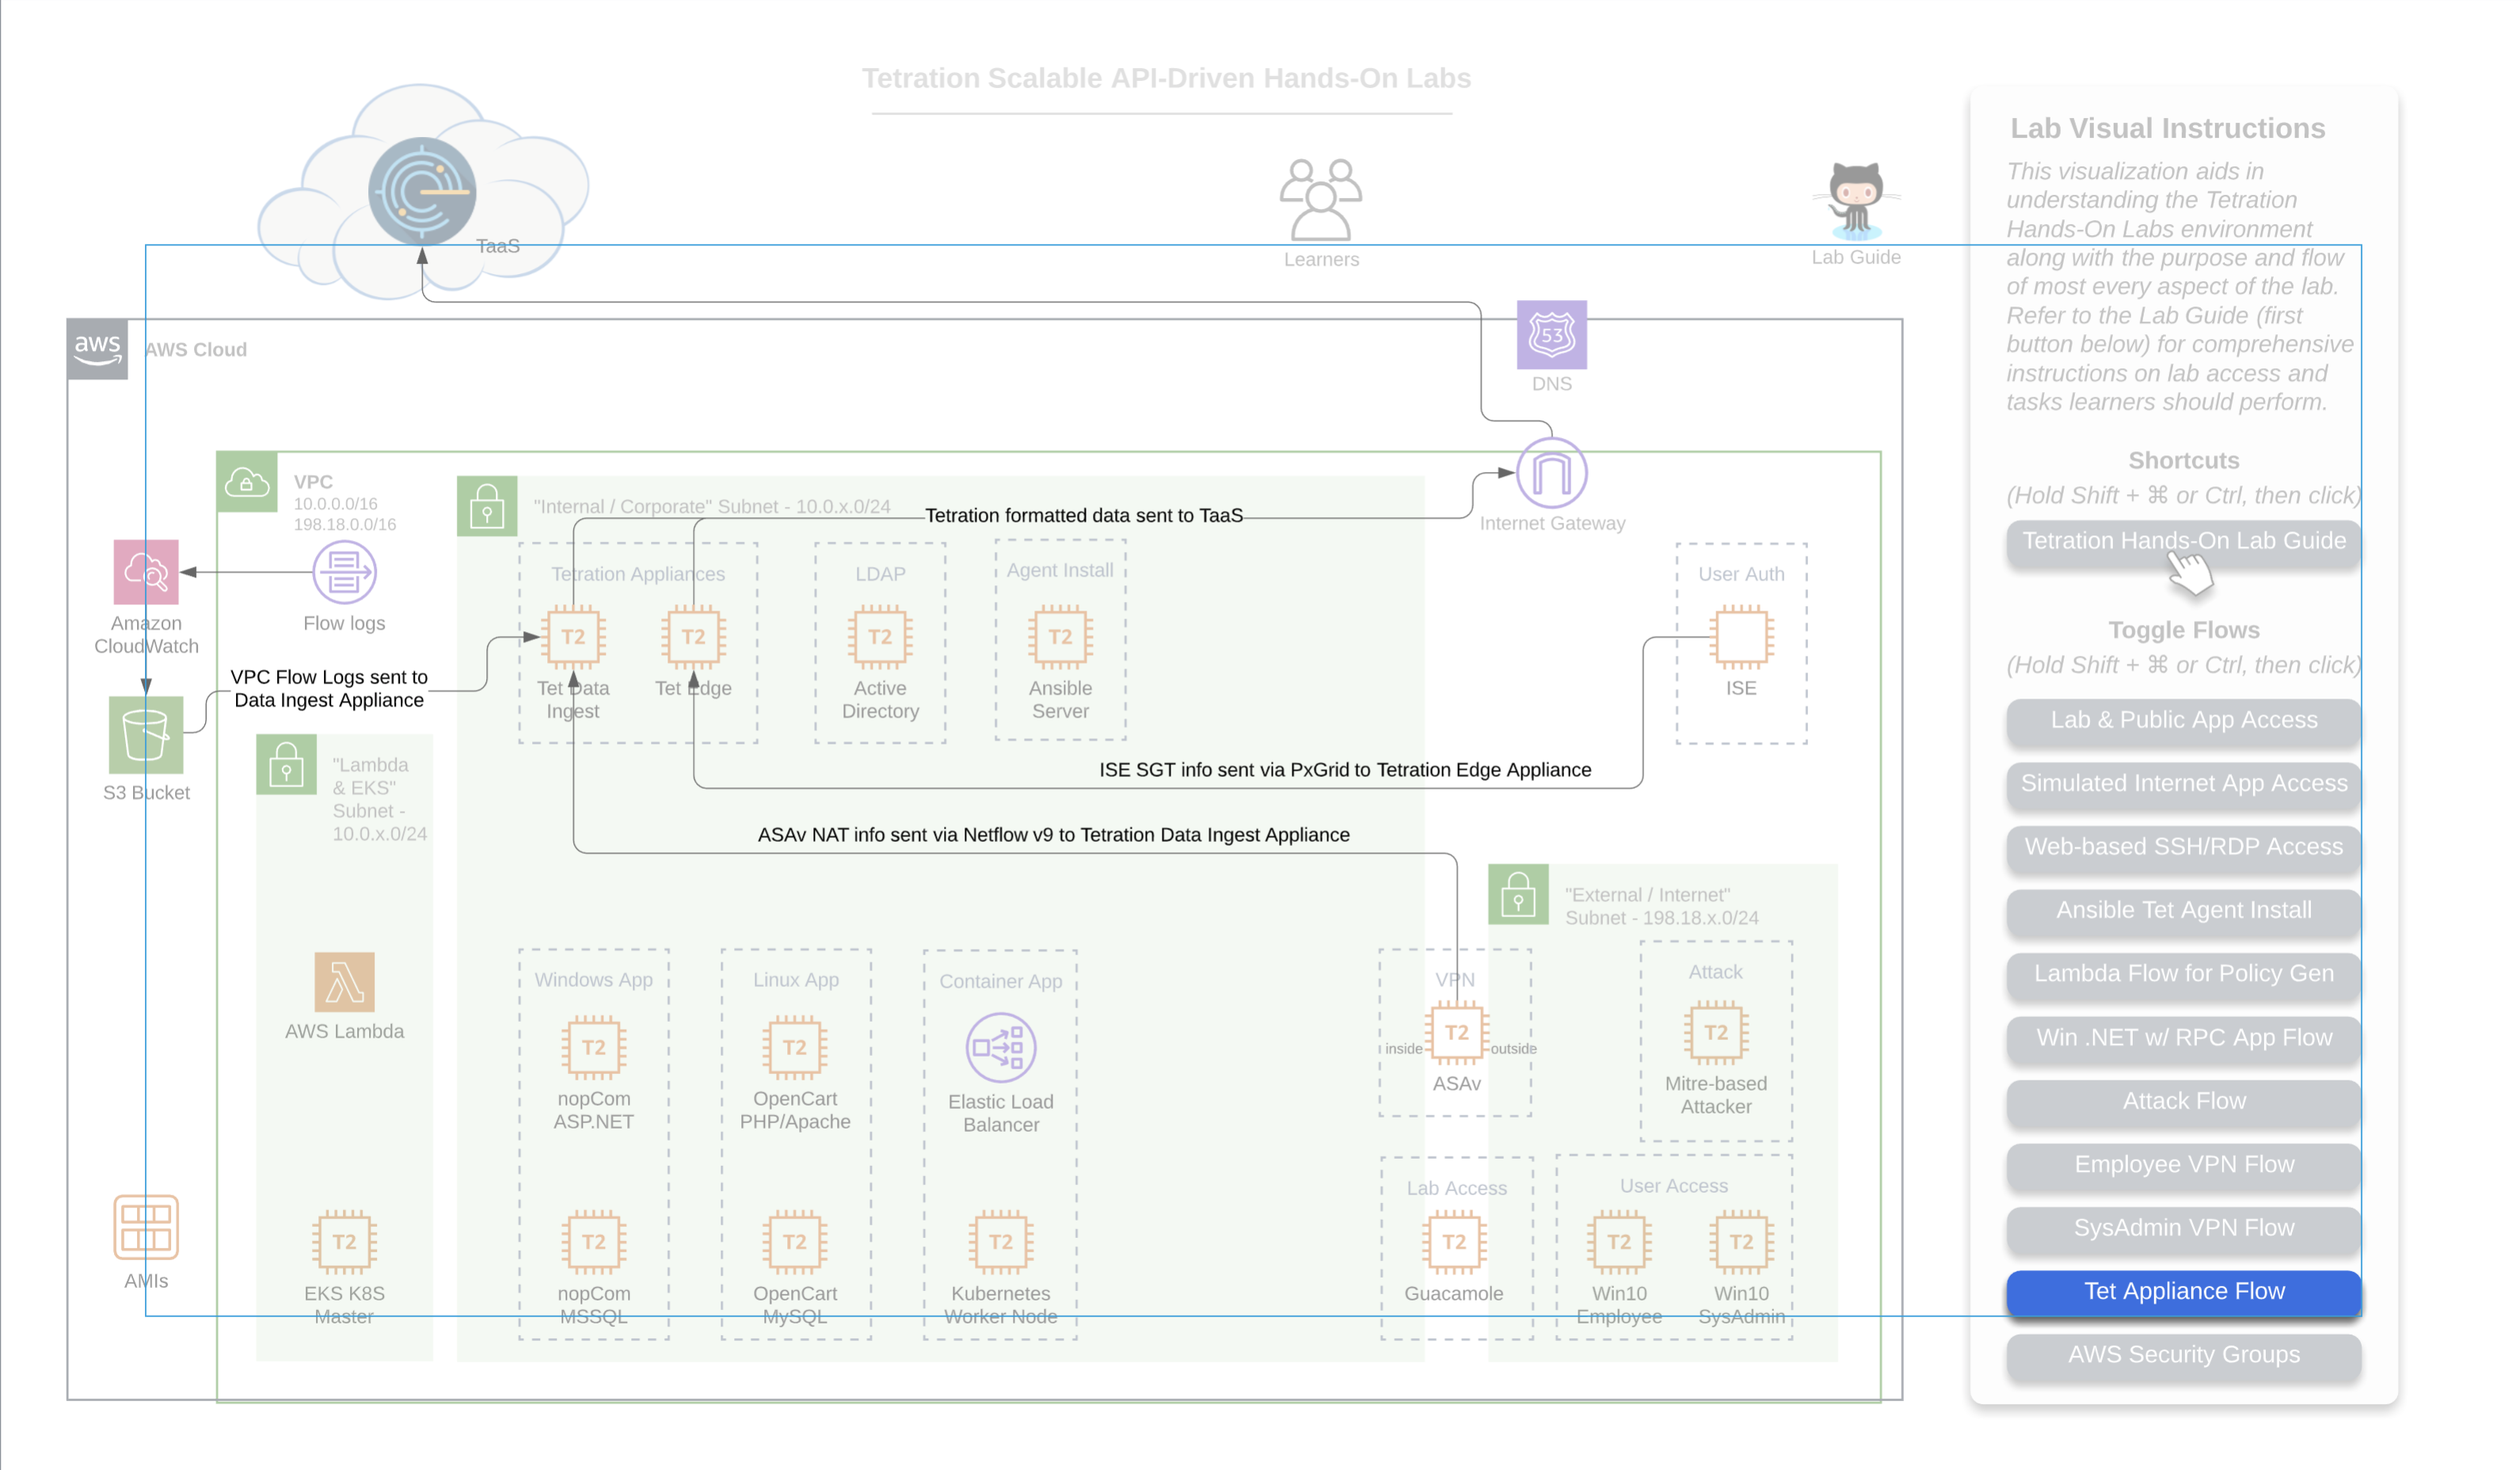 Tetration Scalable API-Driven Hands-On Labs
TaaS
Learners
Lab Guide
aws
AWS Cloud
53
DNS
VPC
10.0.0.0/16
198.18.0.0/16
"Internal / Corporate" Subnet - 10.0.x.0/24
Tetration formatted data sent to TaaS
Internet Gateway
Amazon
CloudWatch
Flow logs
Tetration Appliances
T2
Tet Data
Ingest
T2
Tet Edge
LDAP
T2
Active
Directory
Agent Install
T2
Ansible
Server
User Auth
ISE
VPC Flow Logs sent to
Data Ingest Appliance
S3 Bucket
"Lambda
& EKS"
Subnet -
10.0.x.0/24
ISE SGT info sent via PxGrid to Tetration Edge Appliance
ASAv NAT info sent via Netflow v9 to Tetration Data Ingest Appliance
"External / Internet"
Subnet - 198.18.x.0/24
AWS Lambda
Windows App
T2
nopCom
ASP.NET
Linux App
T2
OpenCart
PHP/Apache
Container App
Elastic Load
Balancer
VPN
inside
T2
outside
ASAv
Attack
T2
Mitre-based
Attacker
AMIs
T2
EKS K8S
Master
T2
nopCom
MSSQL
T2
OpenCart
MySQL
T2
Kubernetes
Worker Node
Lab Access
T2
Guacamole
User Access
T2
Win10
Employee
T2
Win10
SysAdmin
Lab Visual Instructions
This visualization aids in
understanding the Tetration
Hands-On Labs environment
along with the purpose and flow
of most every aspect of the lab.
Refer to the Lab Guide (first
button below) for comprehensive
instructions on lab access and
tasks learners should perform.
Shortcuts
(Hold Shift + ⌘ or Ctrl, then click)
Tetration Hands-On Lab Guide
Toggle Flows
(Hold Shift + ⌘ or Ctrl, then click)
Lab & Public App Access
Simulated Internet App Access
Web-based SSH/RDP Access
Ansible Tet Agent Install
Lambda Flow for Policy Gen
Win .NET w/ RPC App Flow
Attack Flow
Employee VPN Flow
SysAdmin VPN Flow
Tet Appliance Flow
AWS Security Groups